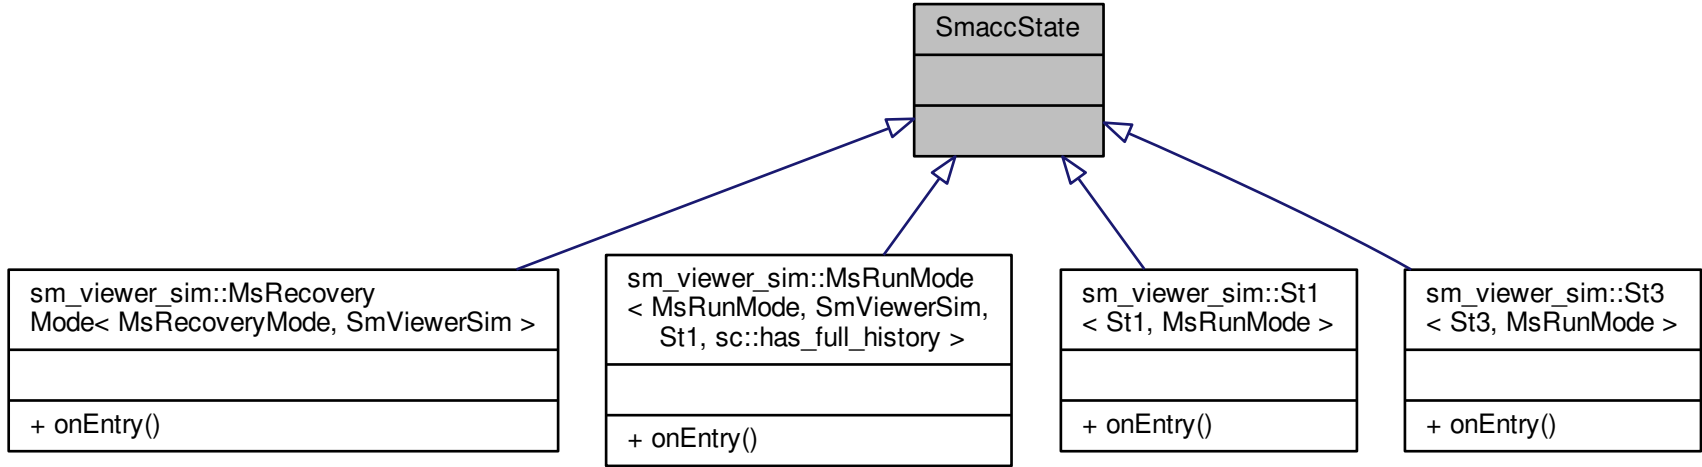 SmaccState
sm_viewer_sim::MsRecovery
Mode< MsRecoveryMode, SmViewerSim >
+ onEntry()
sm_viewer_sim::MsRunMode
< MsRunMode, SmViewerSim,
St1, sc::has_full_history >
+ onEntry()
sm_viewer_sim::St1
< St1, MsRunMode >
+ onEntry()
sm_viewer_sim::St3
< St3, MsRunMode >
+ onEntry()